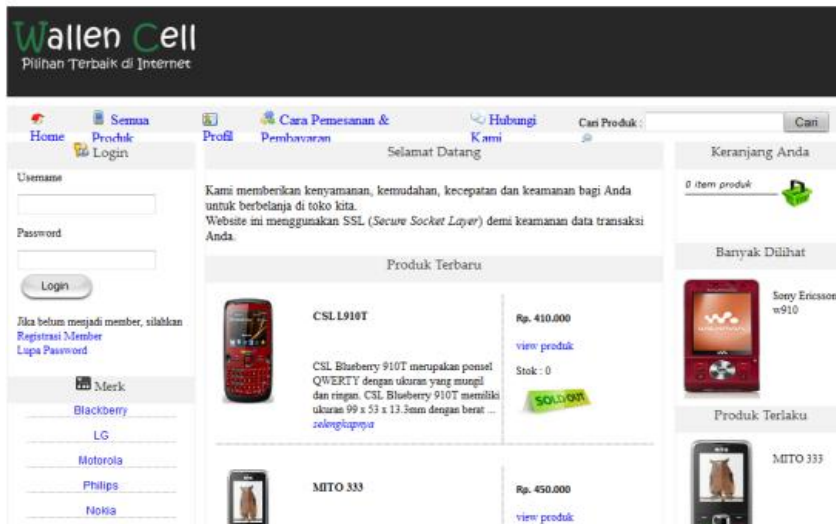 Wallen Cell
Pilihan Terbaik di Internet
Home
Semua Produk
Profil
Cara Pemesanan & Pembayaran
Hubungi Kami
Cari Produk :
Cari
Login
Username
Password
Login
Jika belum menjadi member, silahkan
Registrasi Member
Lupa Password
Merk
Blackberry
LG
Motorola
Philips
Nokia
Selamat Datang
Kami memberikan kenyamanan, kemudahan, kecepatan dan keamanan bagi Anda
untuk berbelanja di toko kita.
Website ini menggunakan SSL (Secure Socket Layer) demi keamanan data transaksi
Anda.
Produk Terbaru
CSL L910T
CSL Blueberry 910T merupakan ponsel
QWERTY dengan ukuran yang mungil
dan ringan. CSL Blueberry 910T memiliki
ukuran 99 x 53 x 13.3mm dengan berat ...
selengkapnya
Rp. 410.000
view produk
Stok : 0
SOLD OUT
MITO 333
Rp. 450.000
view produk
Keranjang Anda
0 item produk
Banyak Dilihat
Sony Ericsson
w910
Produk Terlaku
MITO 333